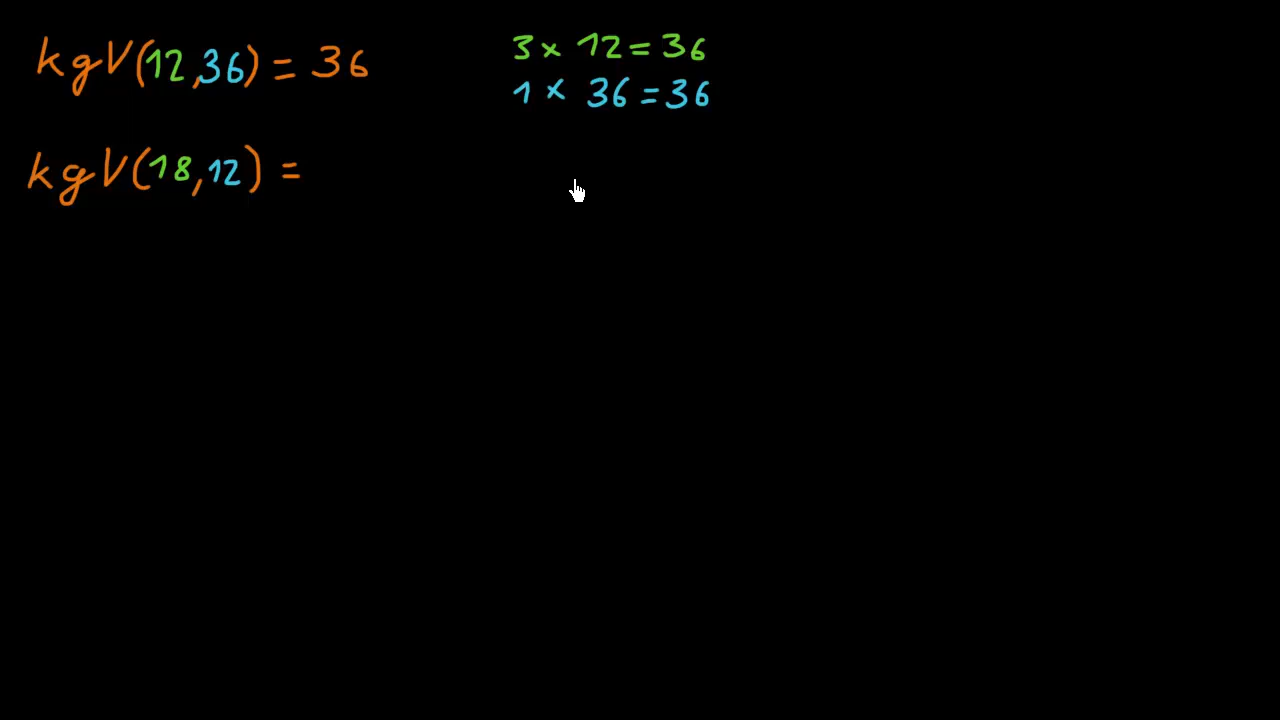 kgV(12,36) = 36
3 × 12 = 36
1 × 36 = 36
kgV(18,12) =